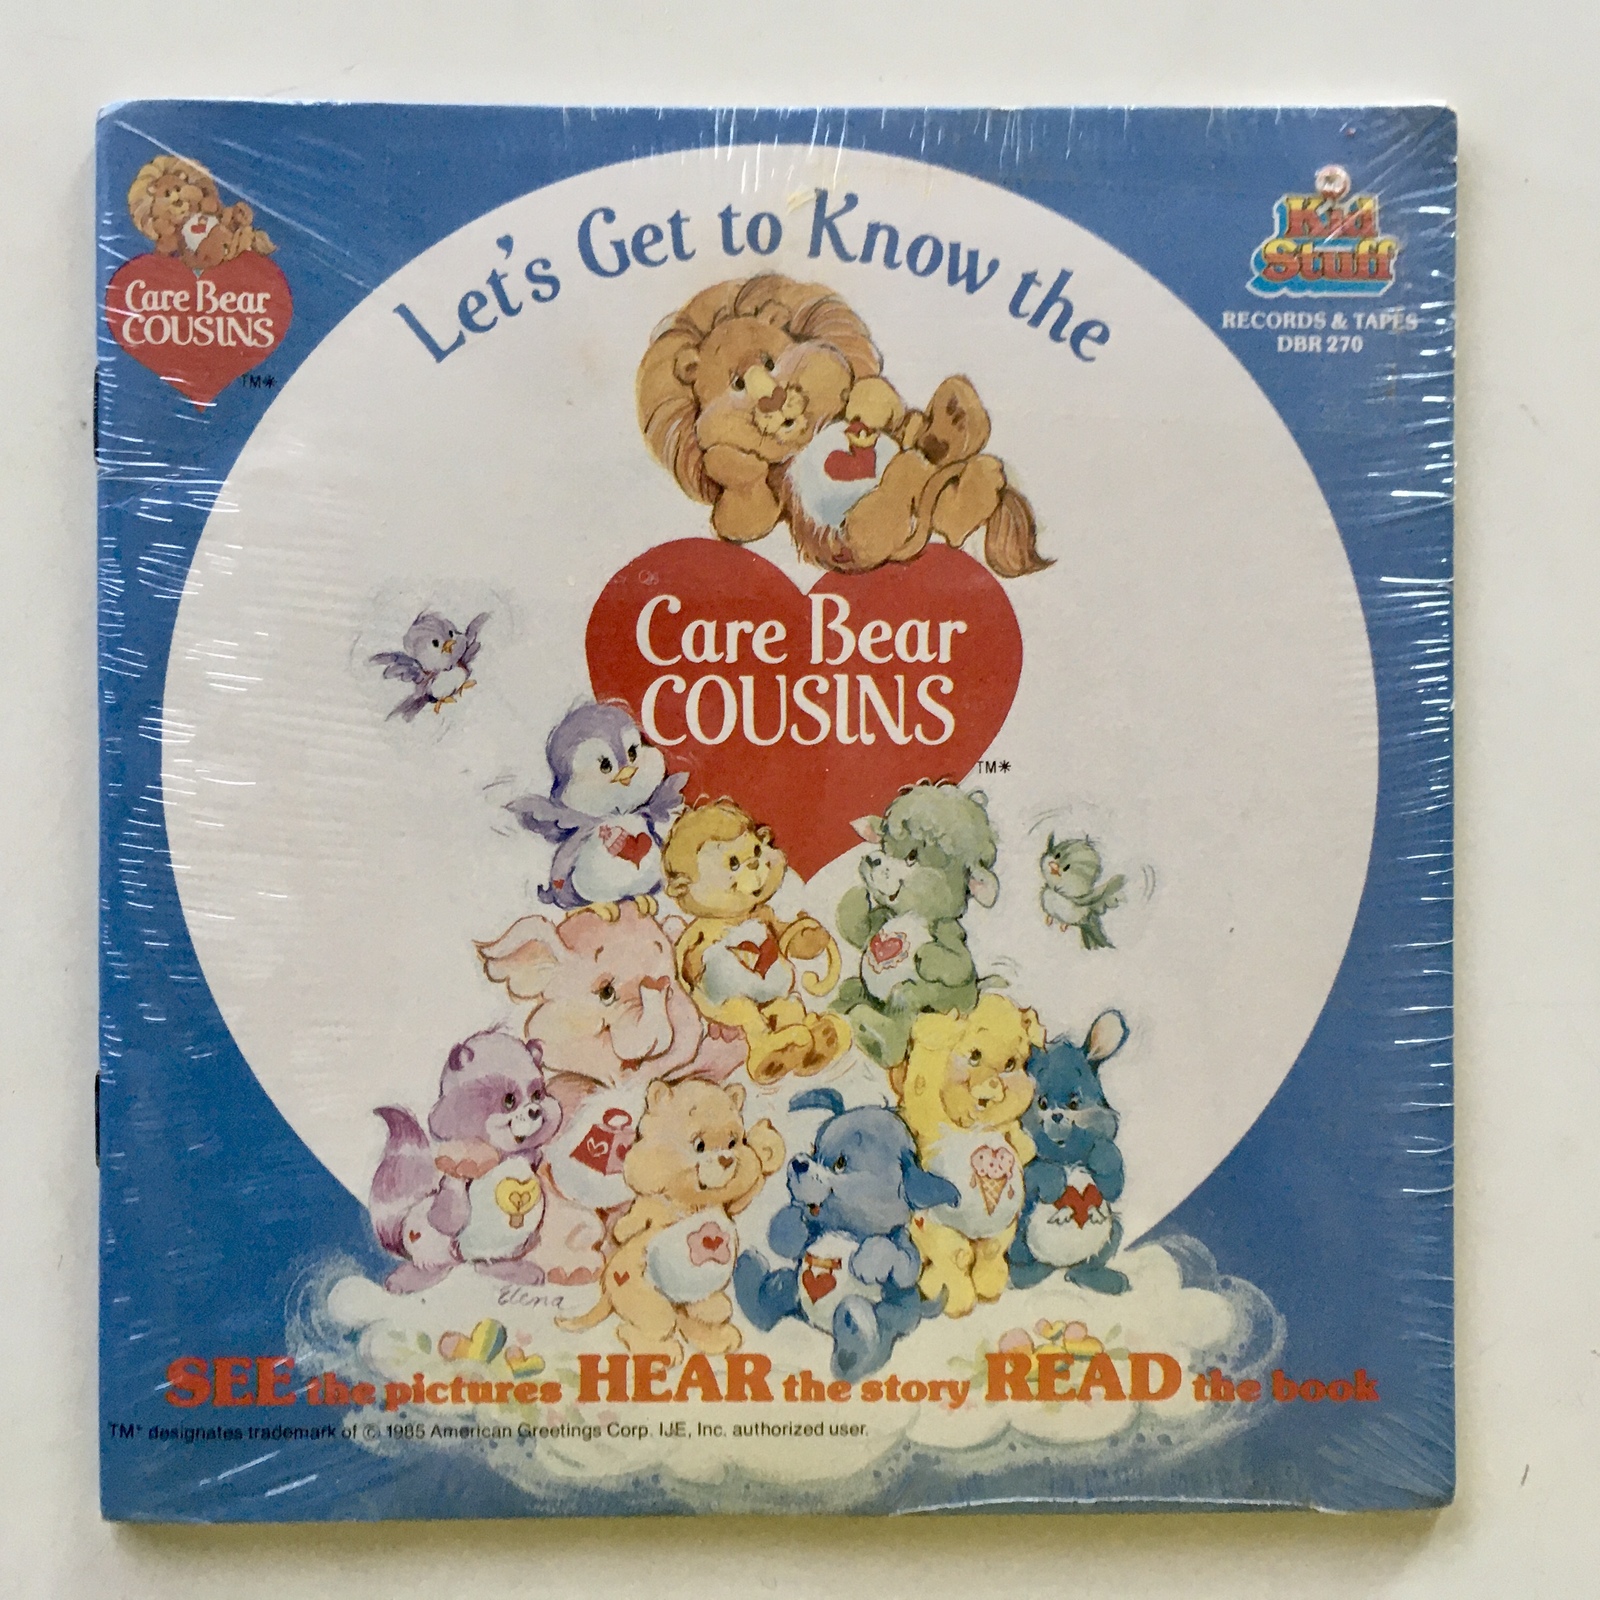 Let's Get to Know the
Care Bear
COUSINS
TM*
Kid
Stuff
RECORDS & TAPES
DBR 270
Care Bear
COUSINS
TM*
Elena
SEE the pictures HEAR the story READ the book
TM* designates trademark of © 1985 American Greetings Corp. IJE, Inc. authorized user.